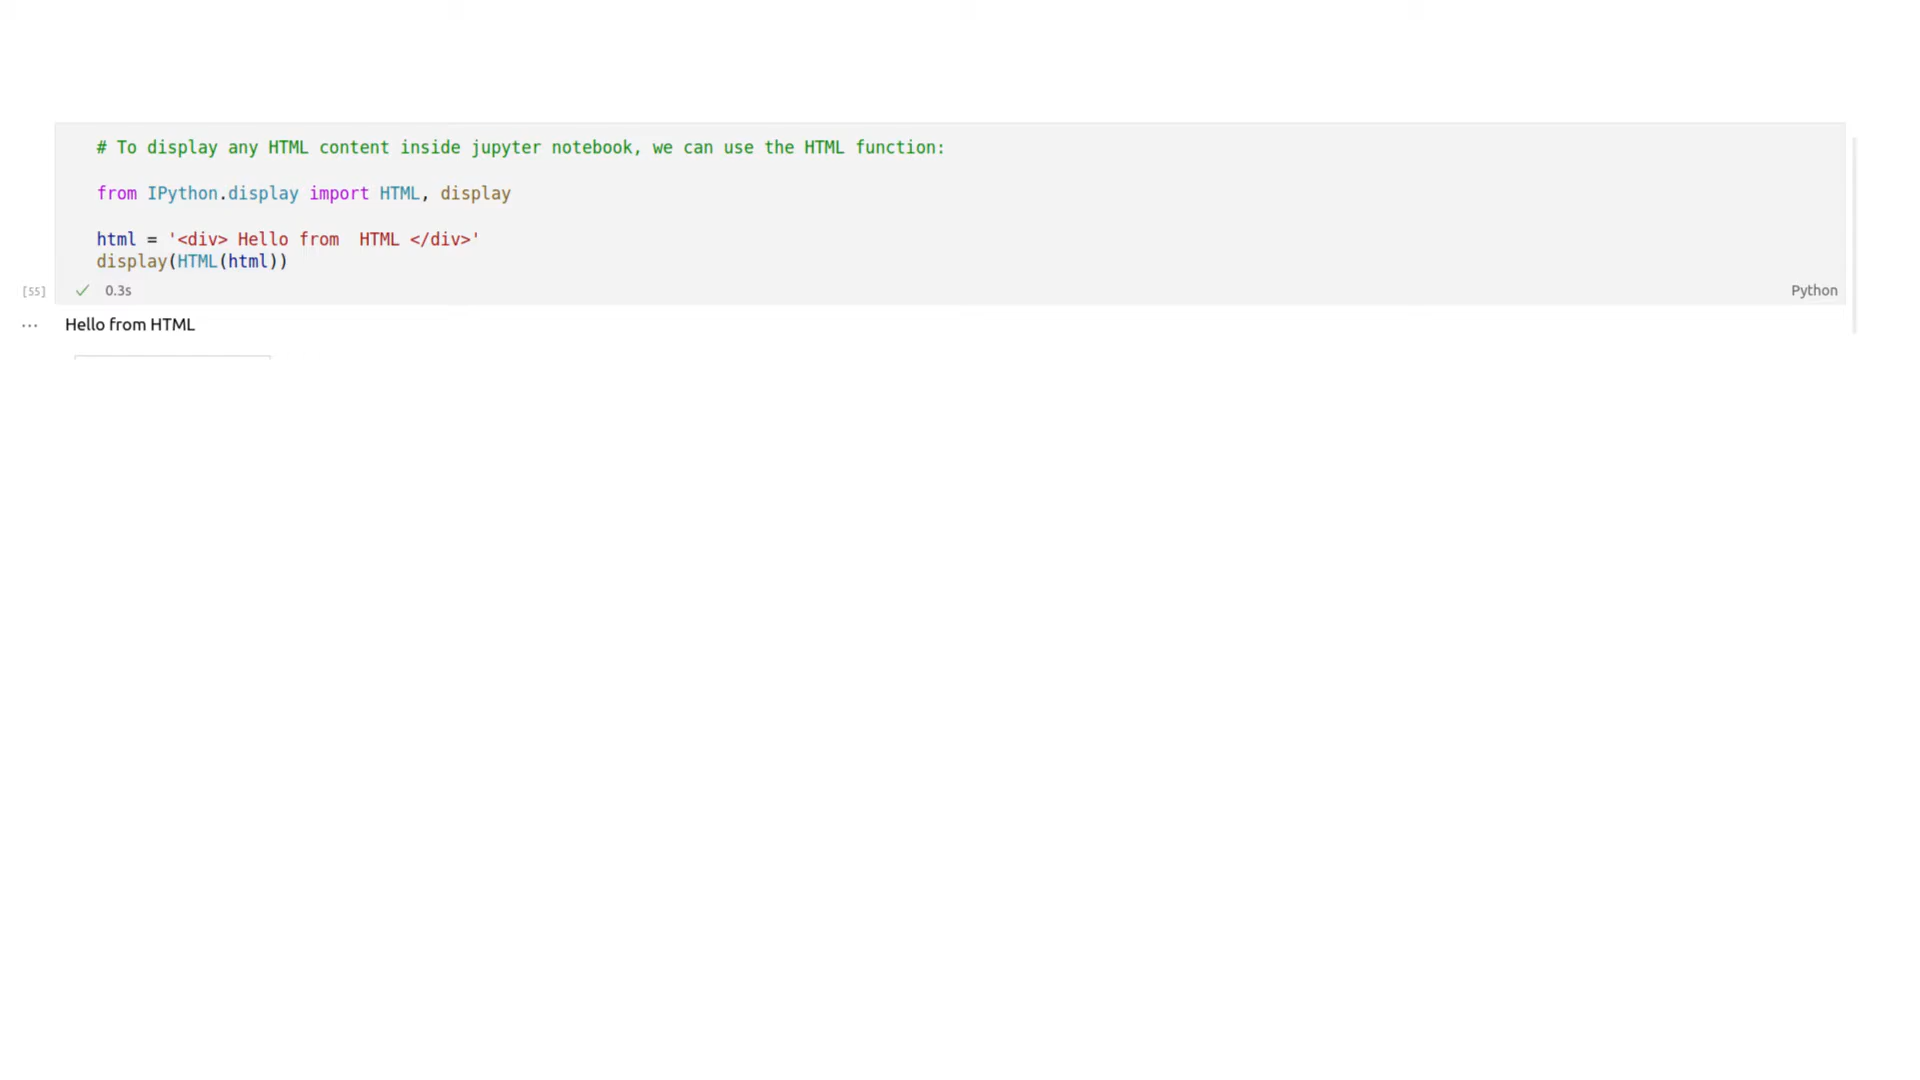 # To display any HTML content inside jupyter notebook, we can use the HTML function:
from IPython.display import HTML, display
html = '<div> Hello from  HTML </div>'
display(HTML(html))
[55] ✓ 0.3s Python
... Hello from HTML